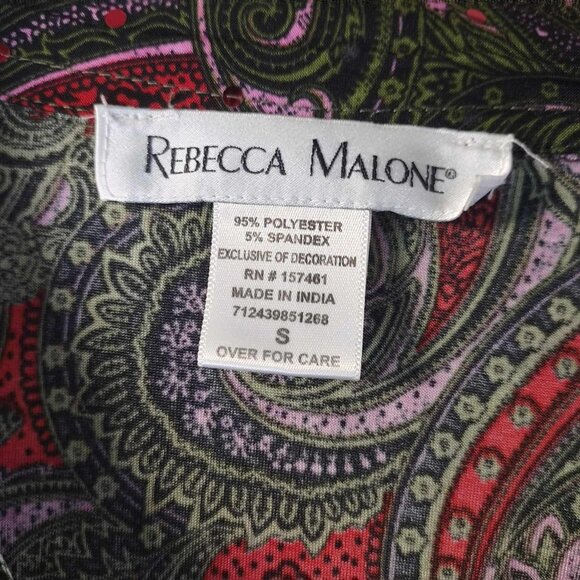 REBECCA MALONE®
95% POLYESTER
5% SPANDEX
EXCLUSIVE OF DECORATION
RN # 157461
MADE IN INDIA
712439851268
S
OVER FOR CARE